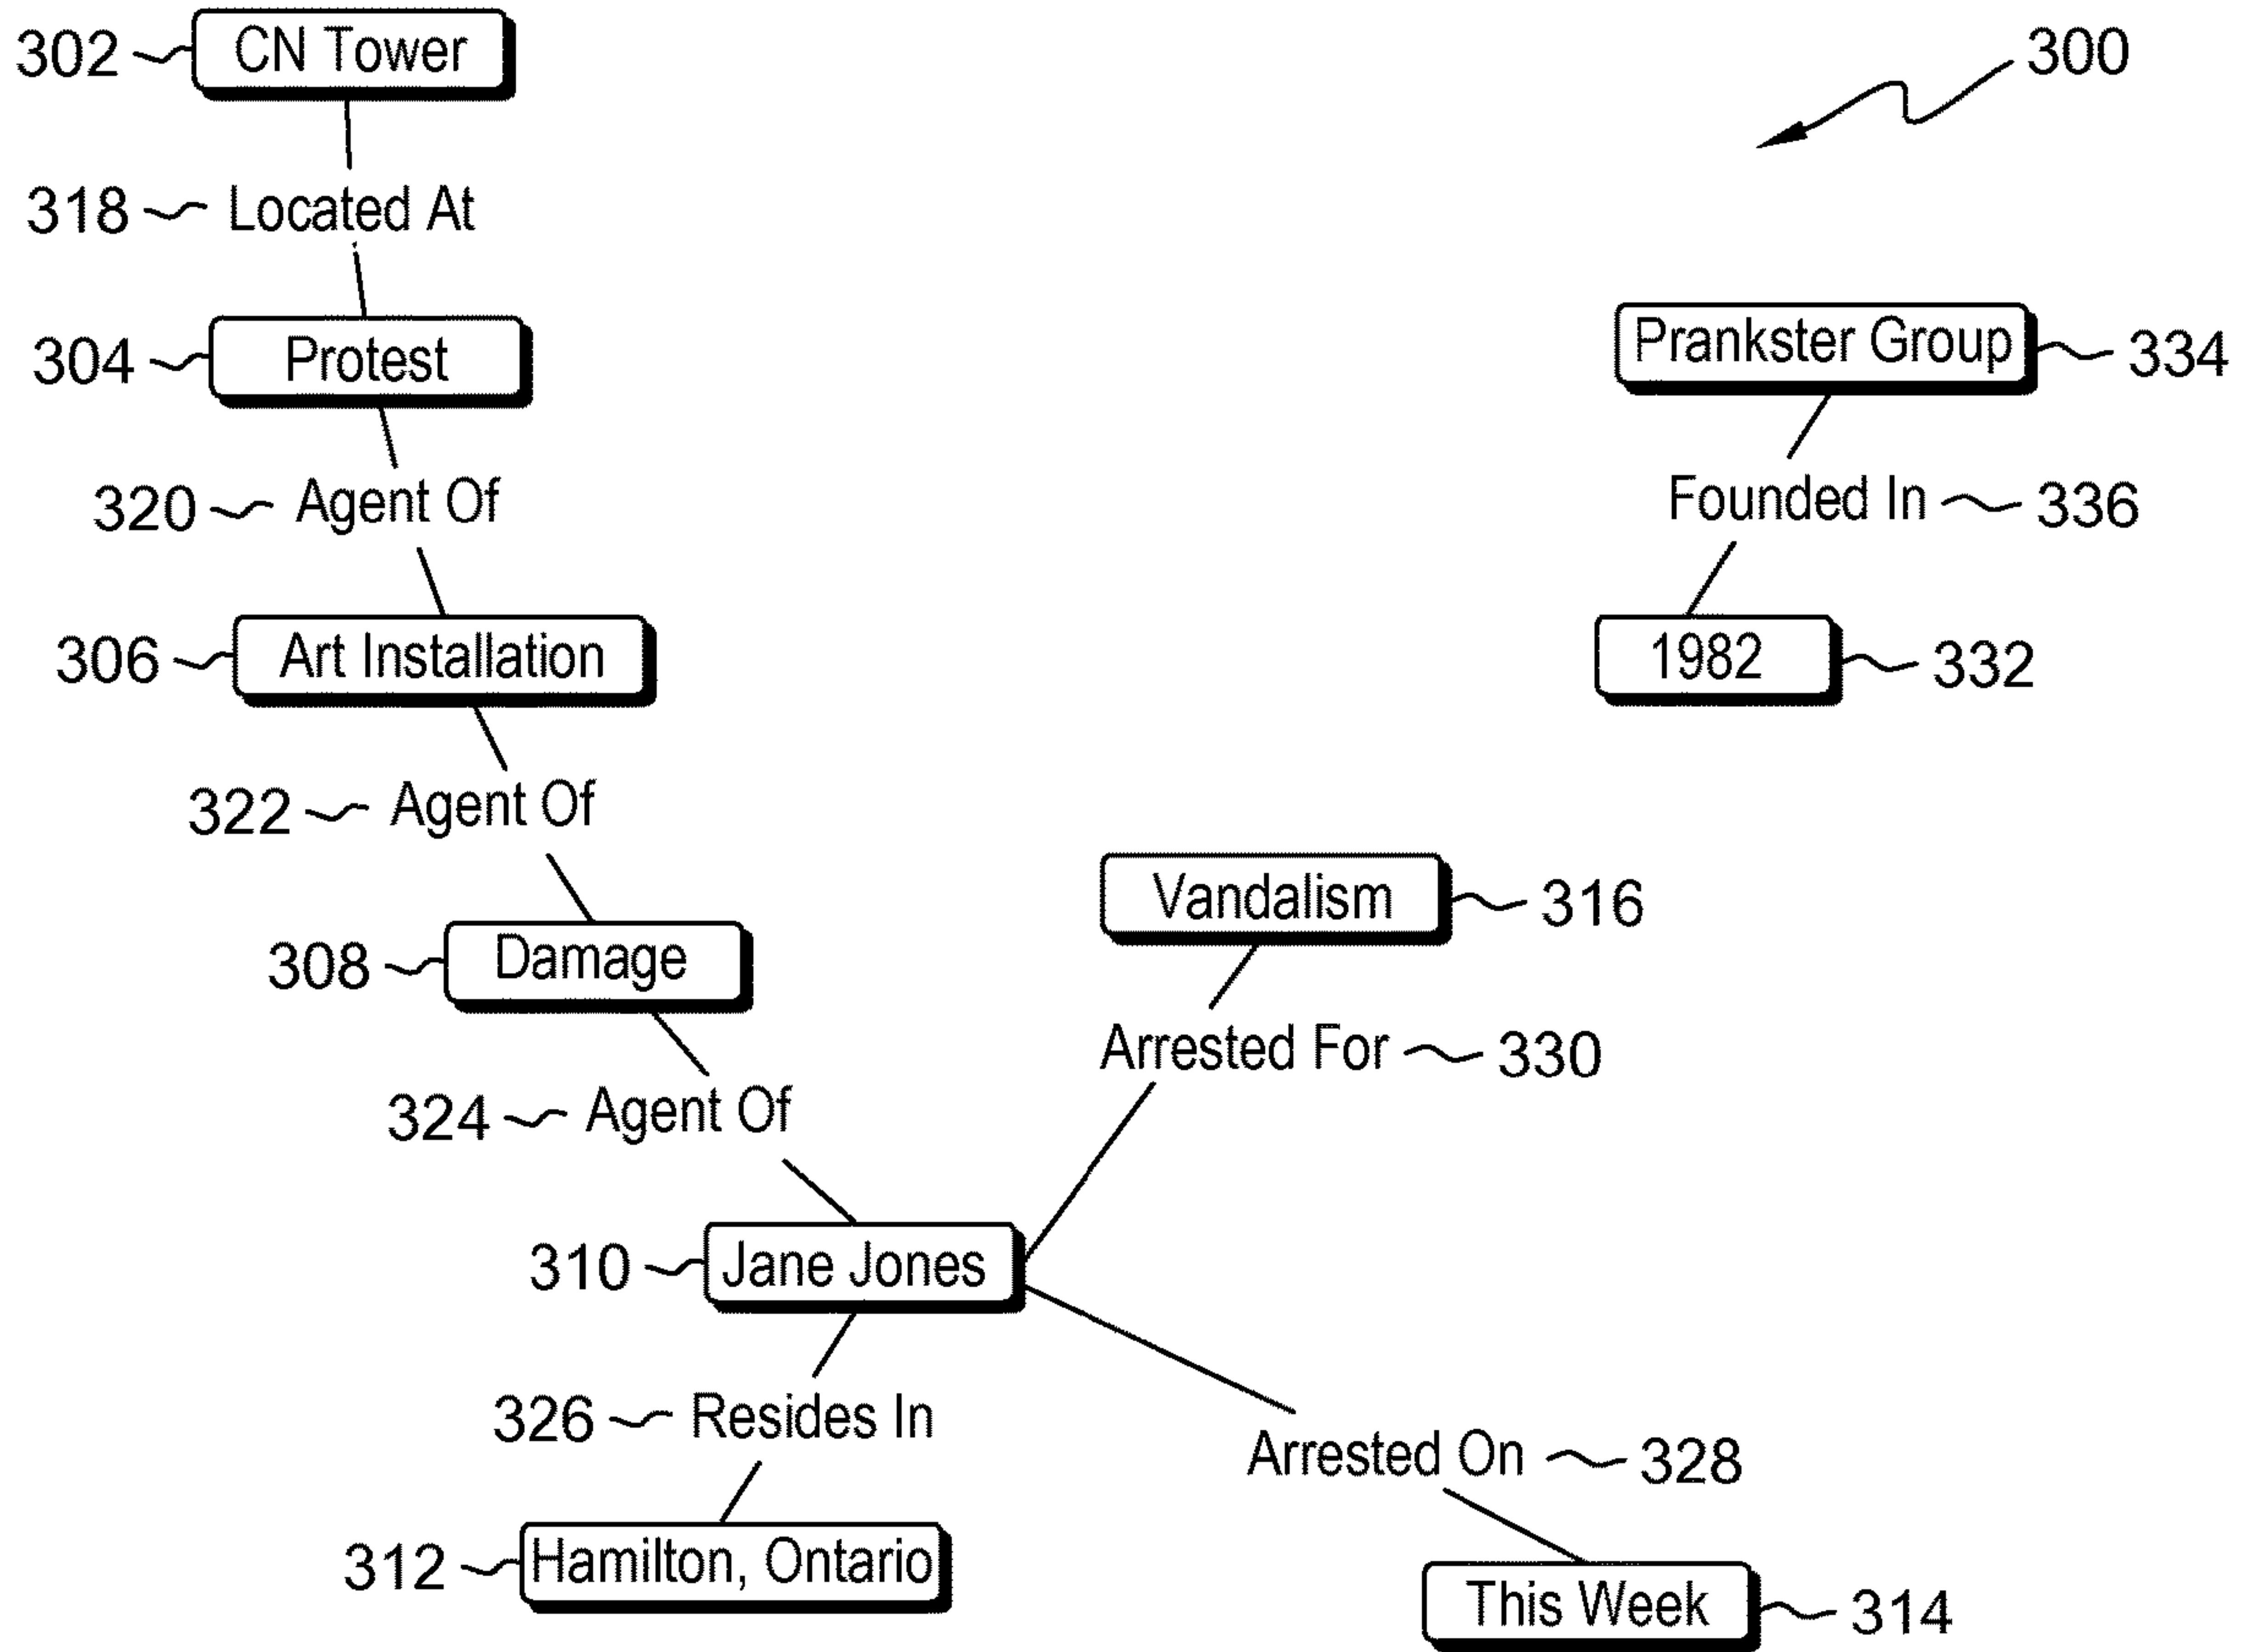 302 CN Tower
300
318 Located At
304 Protest
Prankster Group 334
320 Agent Of
Founded In 336
306 Art Installation
1982 332
322 Agent Of
Vandalism 316
308 Damage
Arrested For 330
324 Agent Of
310 Jane Jones
326 Resides In
Arrested On 328
312 Hamilton, Ontario
This Week 314